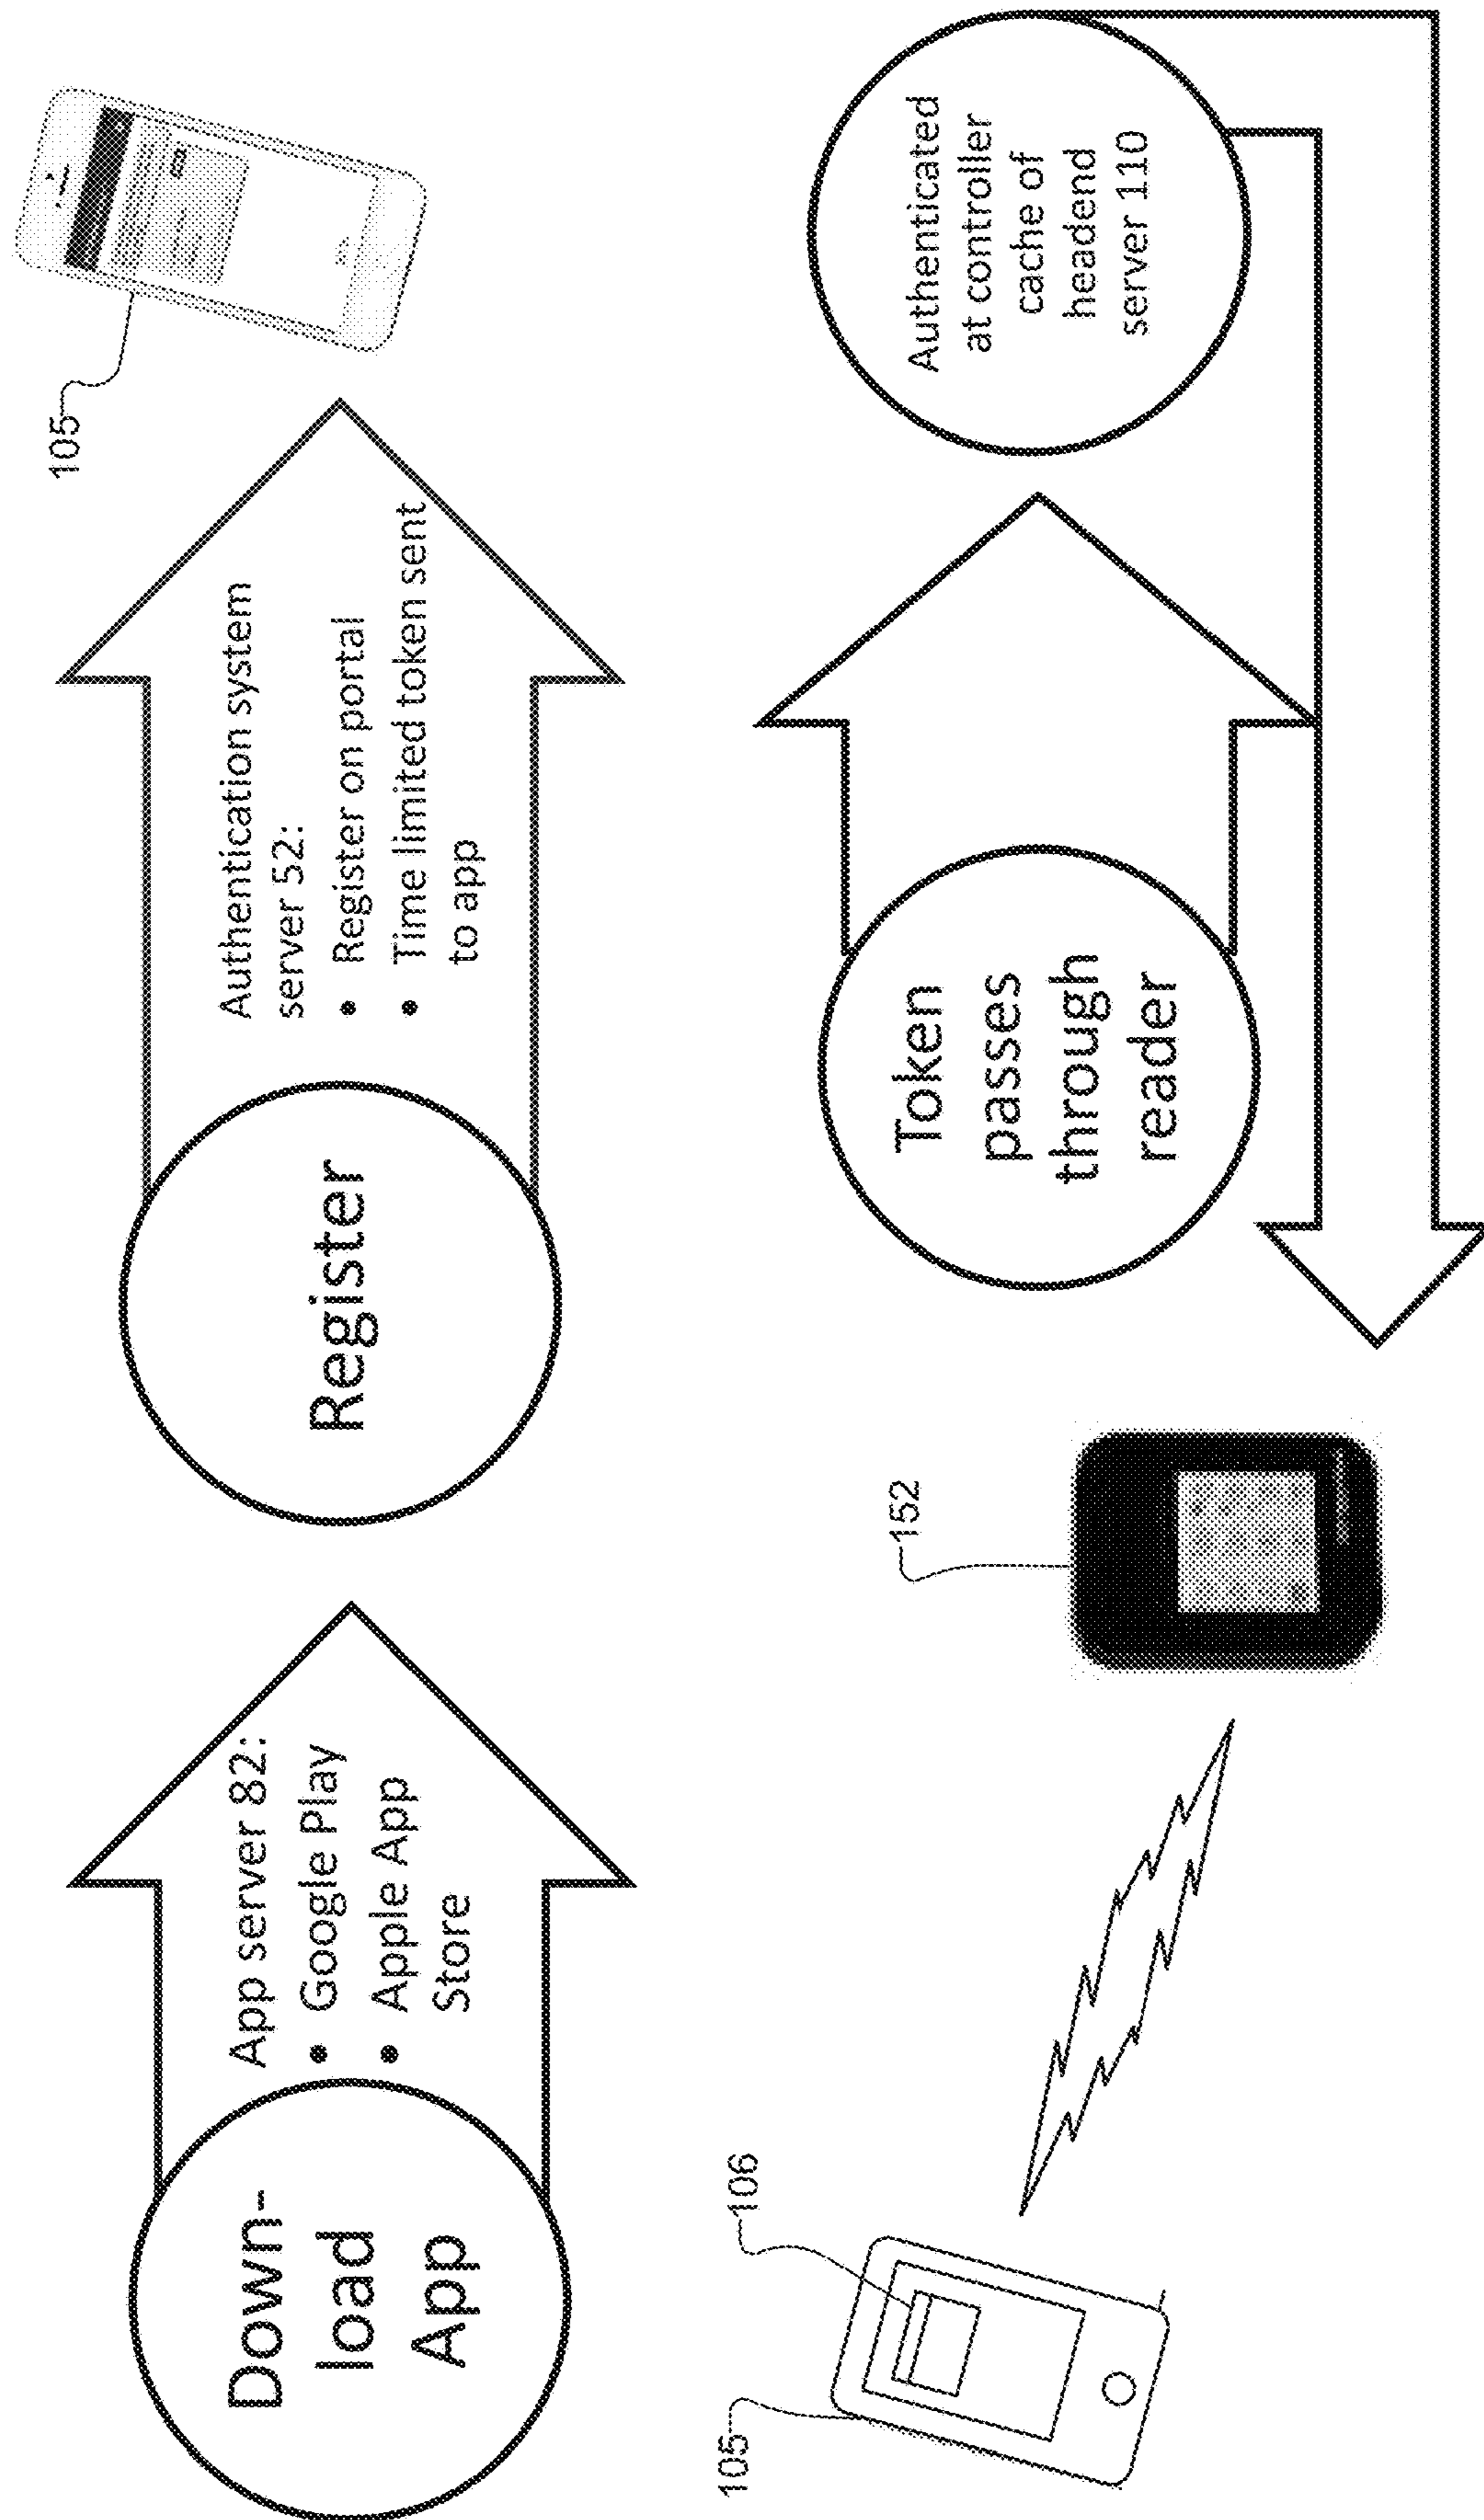 Down-
load
App
App server 82:
• Google Play
• Apple App
Store
Register
Authentication system
server 52:
• Register on portal
• Time limited token sent
to app
105
105
106
152
Token
passes
through
reader
Authenticated
at controller
cache of
headend
server 110